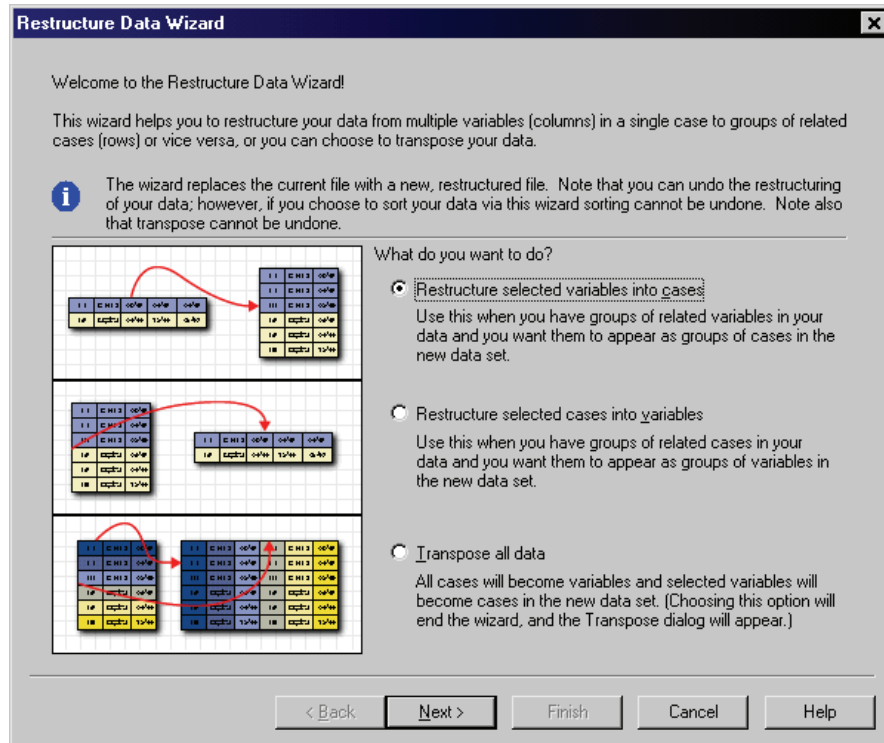 Restructure Data Wizard
Welcome to the Restructure Data Wizard!
This wizard helps you to restructure your data from multiple variables (columns) in a single case to groups of related
cases (rows) or vice versa, or you can choose to transpose your data.
The wizard replaces the current file with a new, restructured file. Note that you can undo the restructuring
of your data; however, if you choose to sort your data via this wizard sorting cannot be undone. Note also
that transpose cannot be undone.
What do you want to do?
Restructure selected variables into cases
Use this when you have groups of related variables in your
data and you want them to appear as groups of cases in the
new data set.
Restructure selected cases into variables
Use this when you have groups of related cases in your
data and you want them to appear as groups of variables in
the new data set.
Transpose all data
All cases will become variables and selected variables will
become cases in the new data set. (Choosing this option will
end the wizard, and the Transpose dialog will appear.)
< Back
Next >
Finish
Cancel
Help